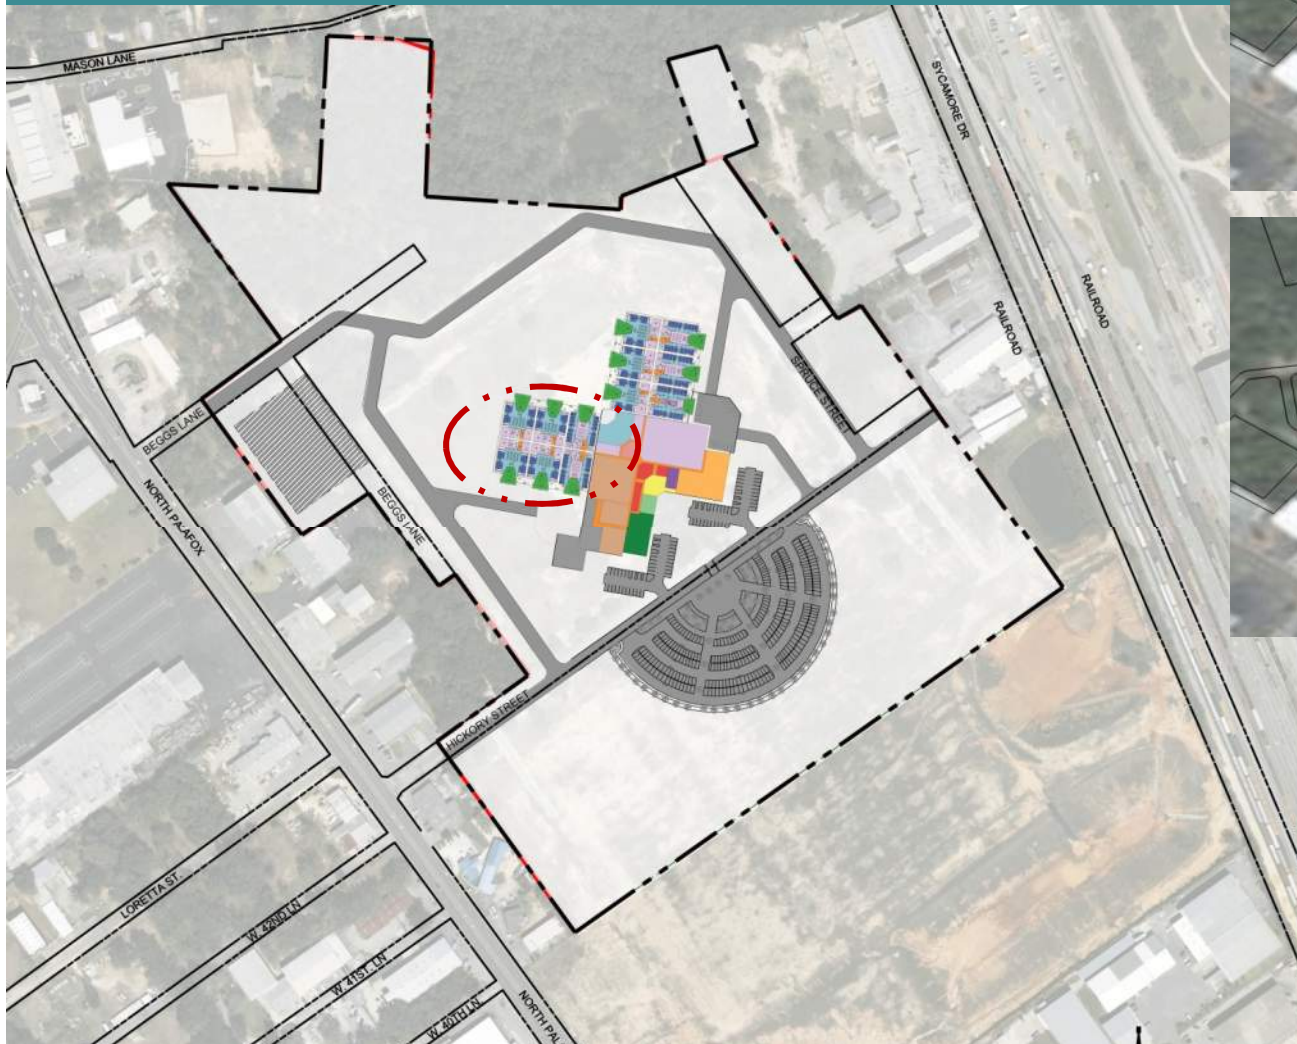 MASON LANE
SYCAMORE DR
RAILROAD
RAILROAD
SPRUCE STREET
BEGGS LANE
BEGGS LANE
NORTH PALAFOX
HICKORY STREET
LORETTA ST.
W. 42ND LN
W. 41ST. LN
W. 40TH LN
NORTH PAL